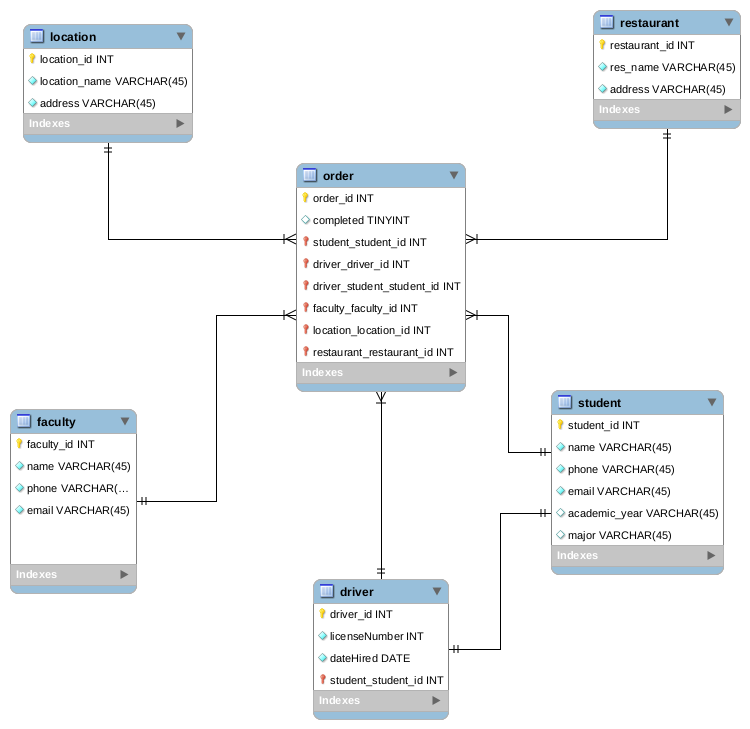 location
location_id INT
location_name VARCHAR(45)
address VARCHAR(45)
Indexes
restaurant
restaurant_id INT
res_name VARCHAR(45)
address VARCHAR(45)
Indexes
order
order_id INT
completed TINYINT
student_student_id INT
driver_driver_id INT
driver_student_student_id INT
faculty_faculty_id INT
location_location_id INT
restaurant_restaurant_id INT
Indexes
faculty
faculty_id INT
name VARCHAR(45)
phone VARCHAR(...
email VARCHAR(45)
Indexes
student
student_id INT
name VARCHAR(45)
phone VARCHAR(45)
email VARCHAR(45)
academic_year VARCHAR(45)
major VARCHAR(45)
Indexes
driver
driver_id INT
licenseNumber INT
dateHired DATE
student_student_id INT
Indexes